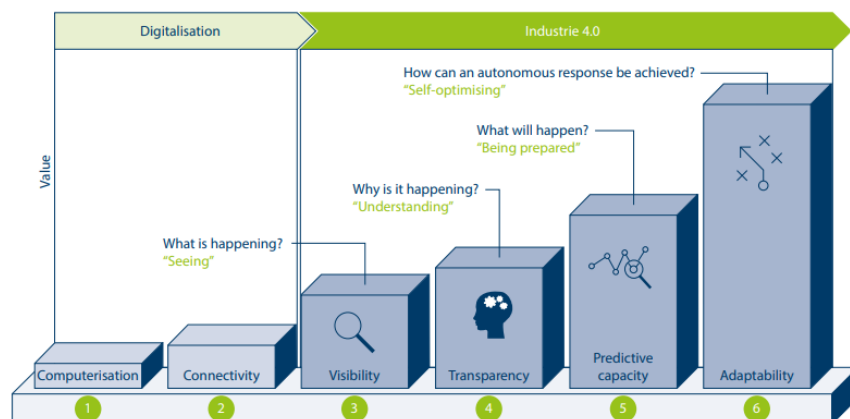 Digitalisation
Industrie 4.0
Value
How can an autonomous response be achieved?
“Self-optimising”
What will happen?
“Being prepared”
Why is it happening?
“Understanding”
What is happening?
“Seeing”
Computerisation
Connectivity
Visibility
Transparency
Predictive
capacity
Adaptability
1
2
3
4
5
6